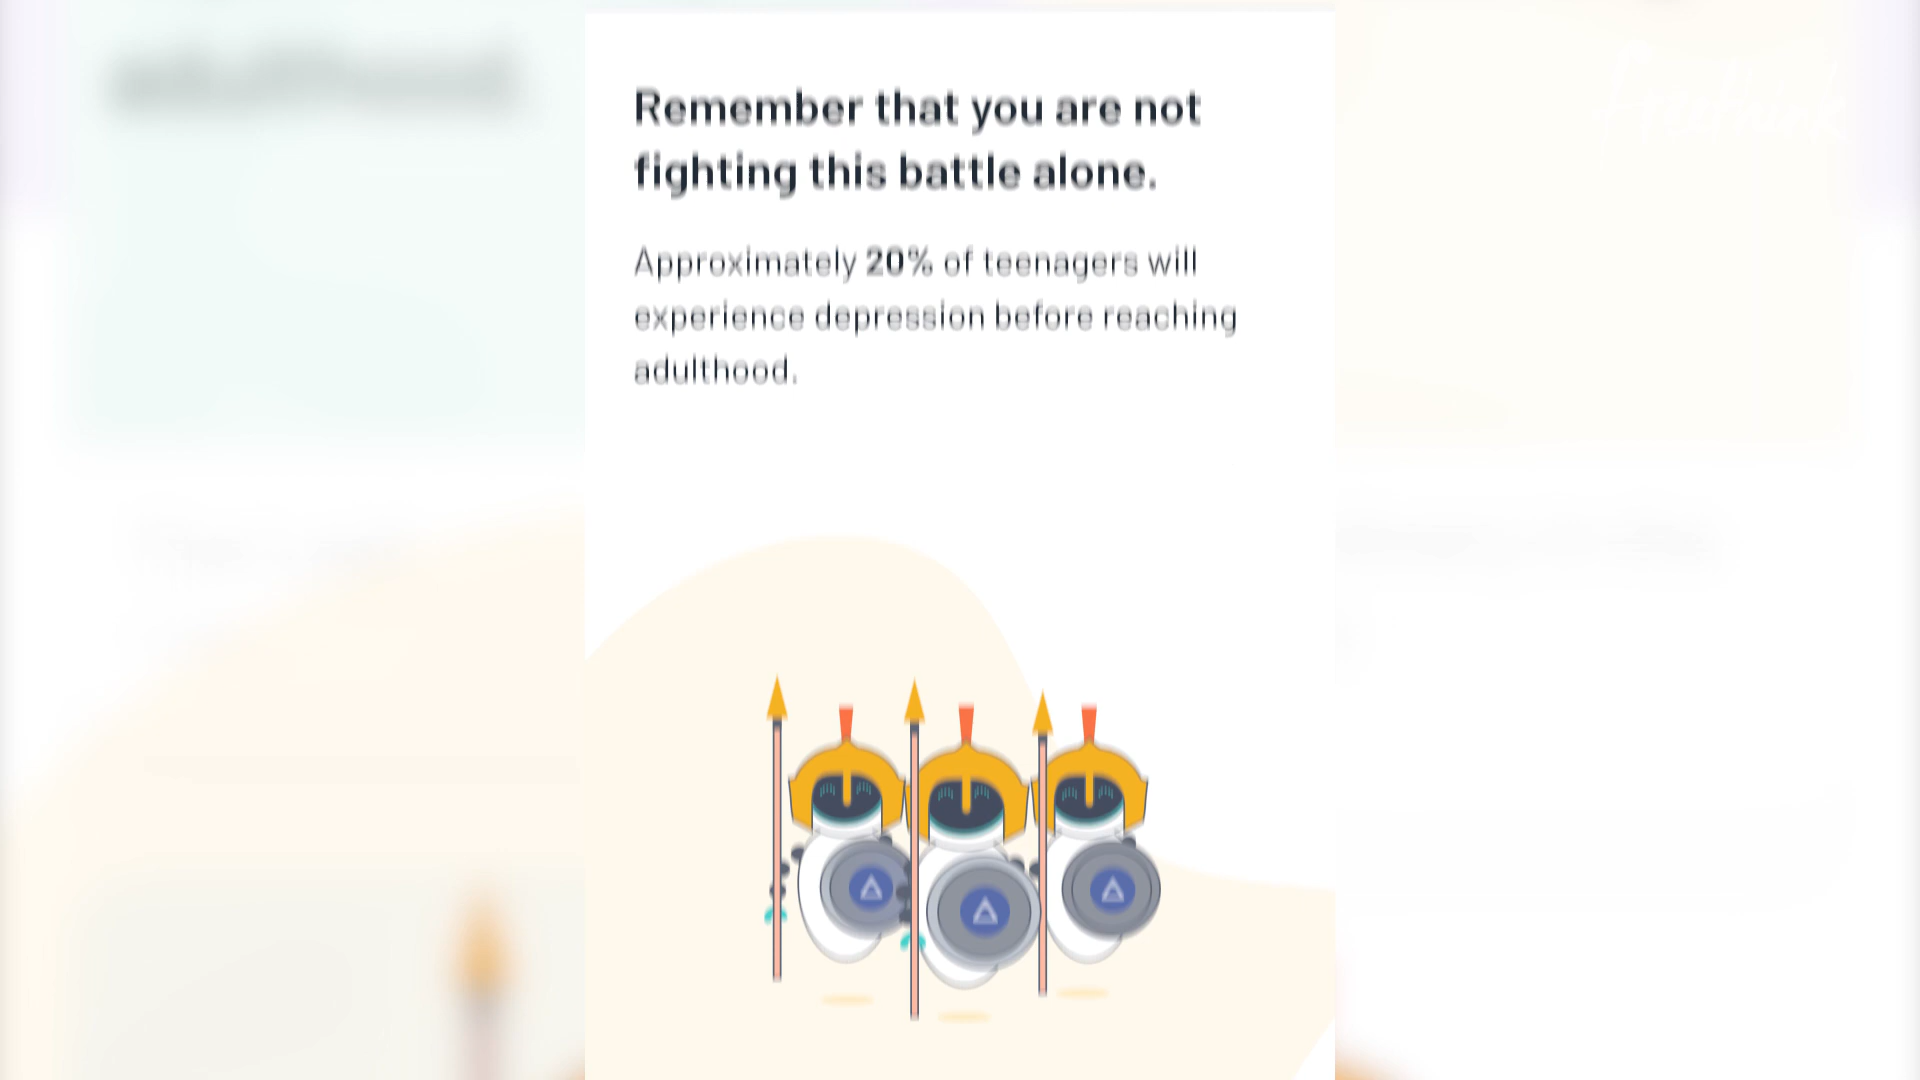 Remember that you are not
fighting this battle alone.
Approximately 20% of teenagers will
experience depression before reaching
adulthood.